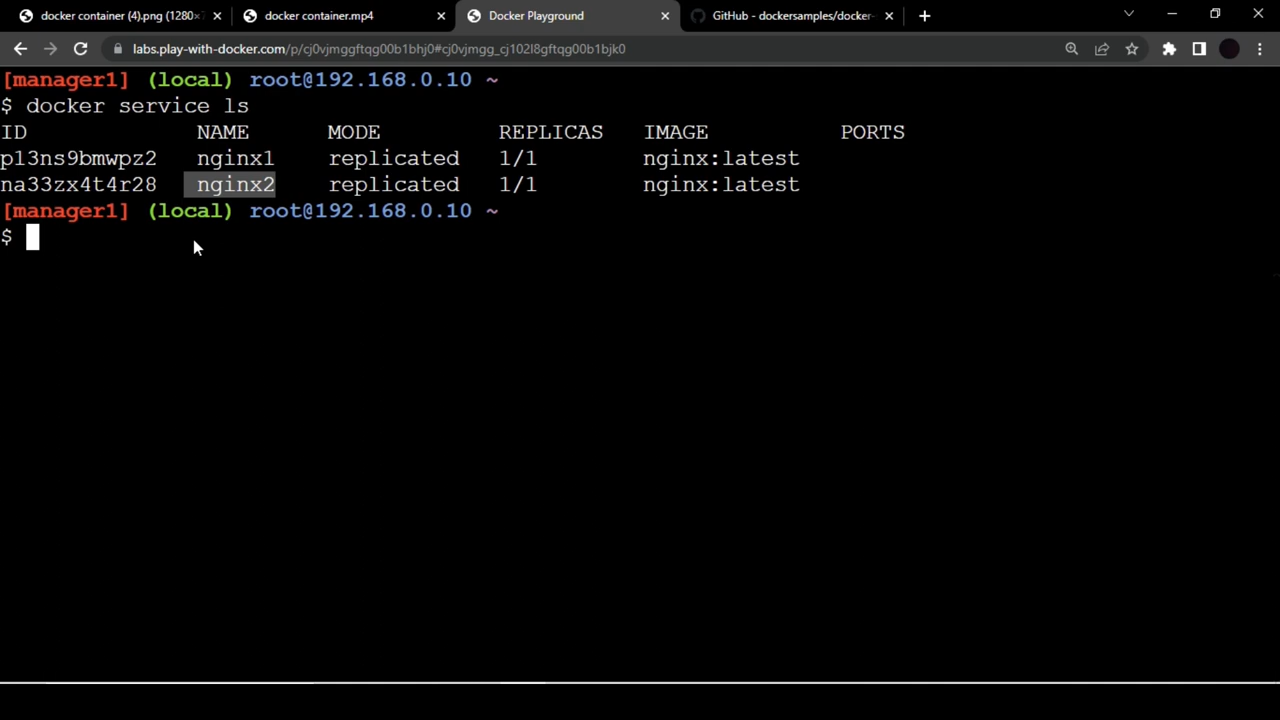 docker container (4).png (1280×7
docker container.mp4
Docker Playground
GitHub - dockersamples/docker-
labs.play-with-docker.com/p/cj0vjmggftqg00b1bhj0#cj0vjmgg_cj102l8gftqg00b1bjk0
[manager1] (local) root@192.168.0.10 ~
$ docker service ls
ID NAME MODE REPLICAS IMAGE PORTS
p13ns9bmwpz2 nginx1 replicated 1/1 nginx:latest
na33zx4t4r28 nginx2 replicated 1/1 nginx:latest
[manager1] (local) root@192.168.0.10 ~
$